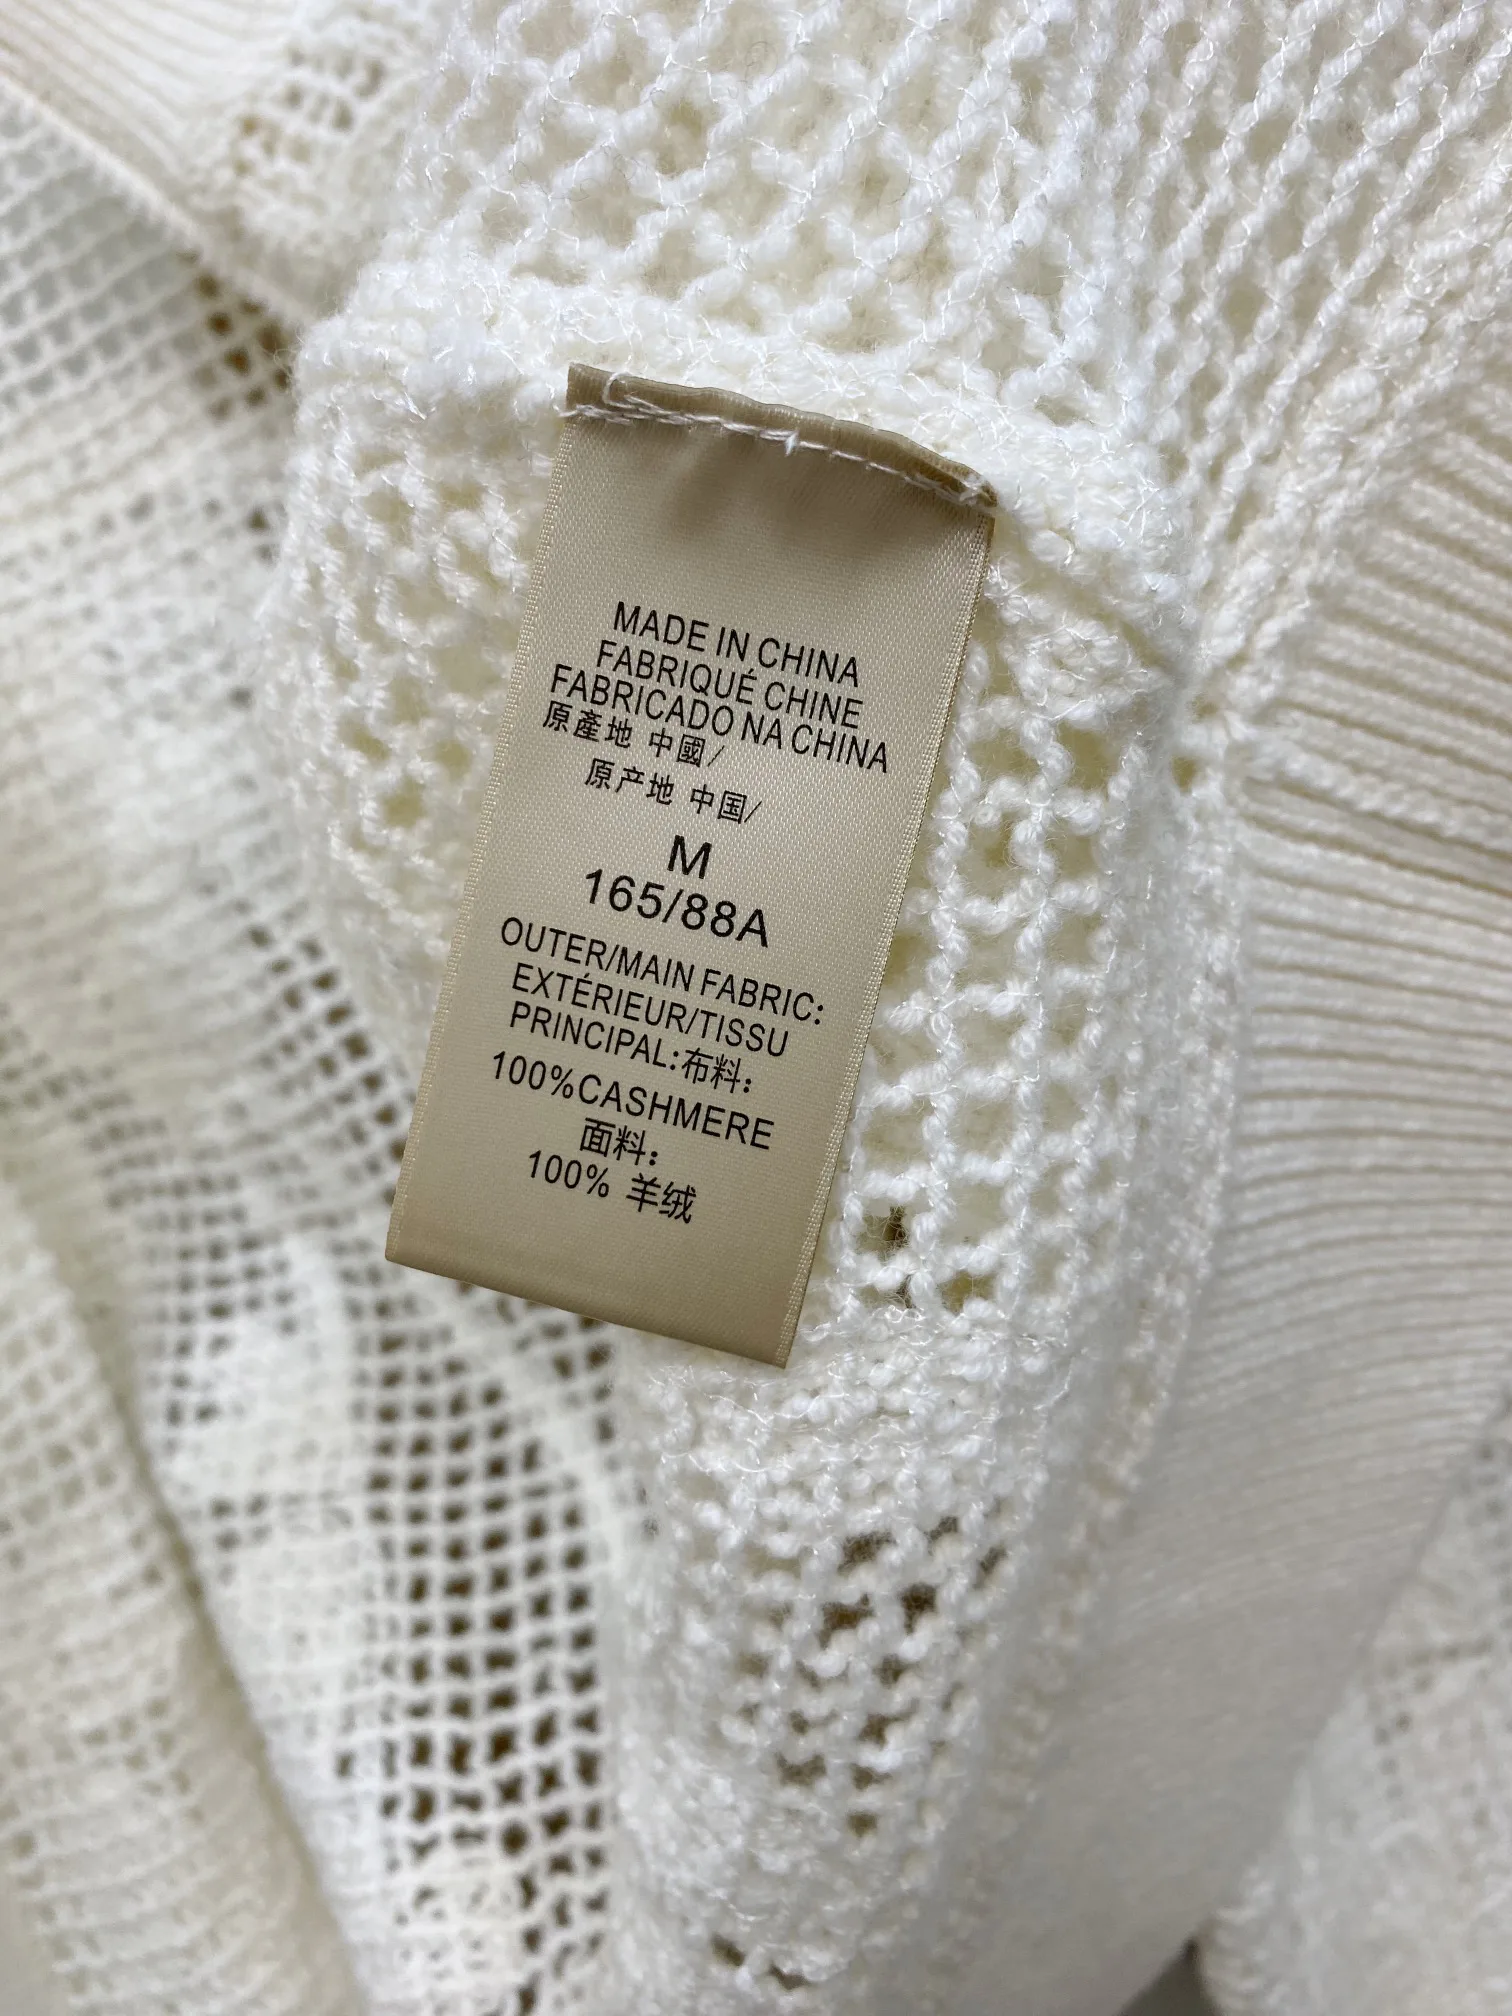 MADE IN CHINA
FABRIQUÉ CHINE
FABRICADO NA CHINA
原產地 中國/
原产地 中国/
M
165/88A
OUTER/MAIN FABRIC:
EXTÉRIEUR/TISSU
PRINCIPAL:布料:
100%CASHMERE
面料:
100% 羊绒